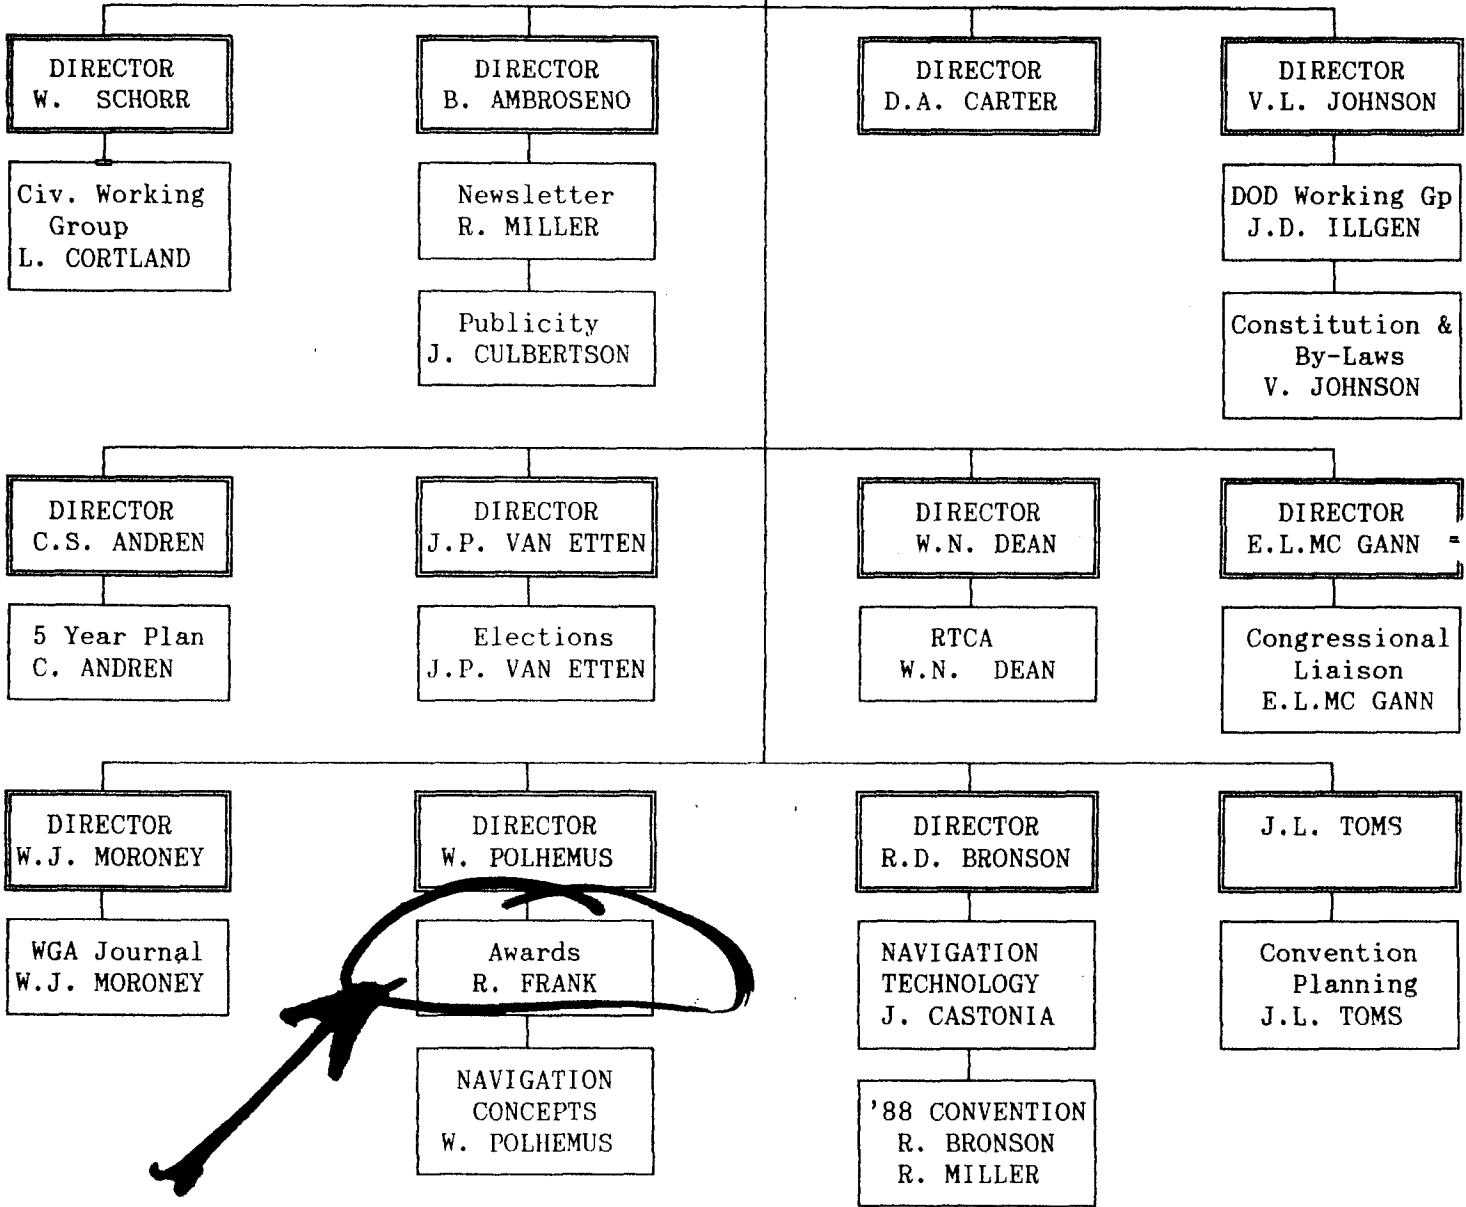 DIRECTOR
W. SCHORR
Civ. Working
Group
L. CORTLAND
DIRECTOR
B. AMBROSENO
Newsletter
R. MILLER
Publicity
J. CULBERTSON
DIRECTOR
D.A. CARTER
DIRECTOR
V.L. JOHNSON
DOD Working Gp
J.D. ILLGEN
Constitution &
By-Laws
V. JOHNSON
DIRECTOR
C.S. ANDREN
5 Year Plan
C. ANDREN
DIRECTOR
J.P. VAN ETTEN
Elections
J.P. VAN ETTEN
DIRECTOR
W.N. DEAN
RTCA
W.N. DEAN
DIRECTOR
E.L.MC GANN
Congressional
Liaison
E.L.MC GANN
DIRECTOR
W.J. MORONEY
WGA Journal
W.J. MORONEY
DIRECTOR
W. POLHEMUS
Awards
R. FRANK
NAVIGATION
CONCEPTS
W. POLHEMUS
DIRECTOR
R.D. BRONSON
NAVIGATION
TECHNOLOGY
J. CASTONIA
'88 CONVENTION
R. BRONSON
R. MILLER
J.L. TOMS
Convention
Planning
J.L. TOMS